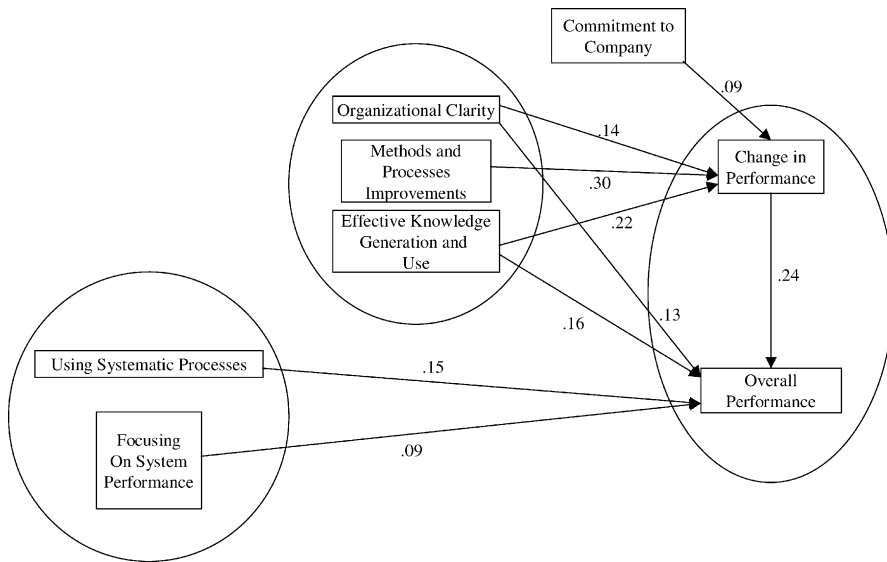 Commitment to
Company
.09
Organizational Clarity
.14
Methods and
Processes
Improvements
.30
Change in
Performance
Effective Knowledge
Generation and
Use
.22
.24
.16
.13
Using Systematic Processes
.15
Overall
Performance
Focusing
On System
Performance
.09